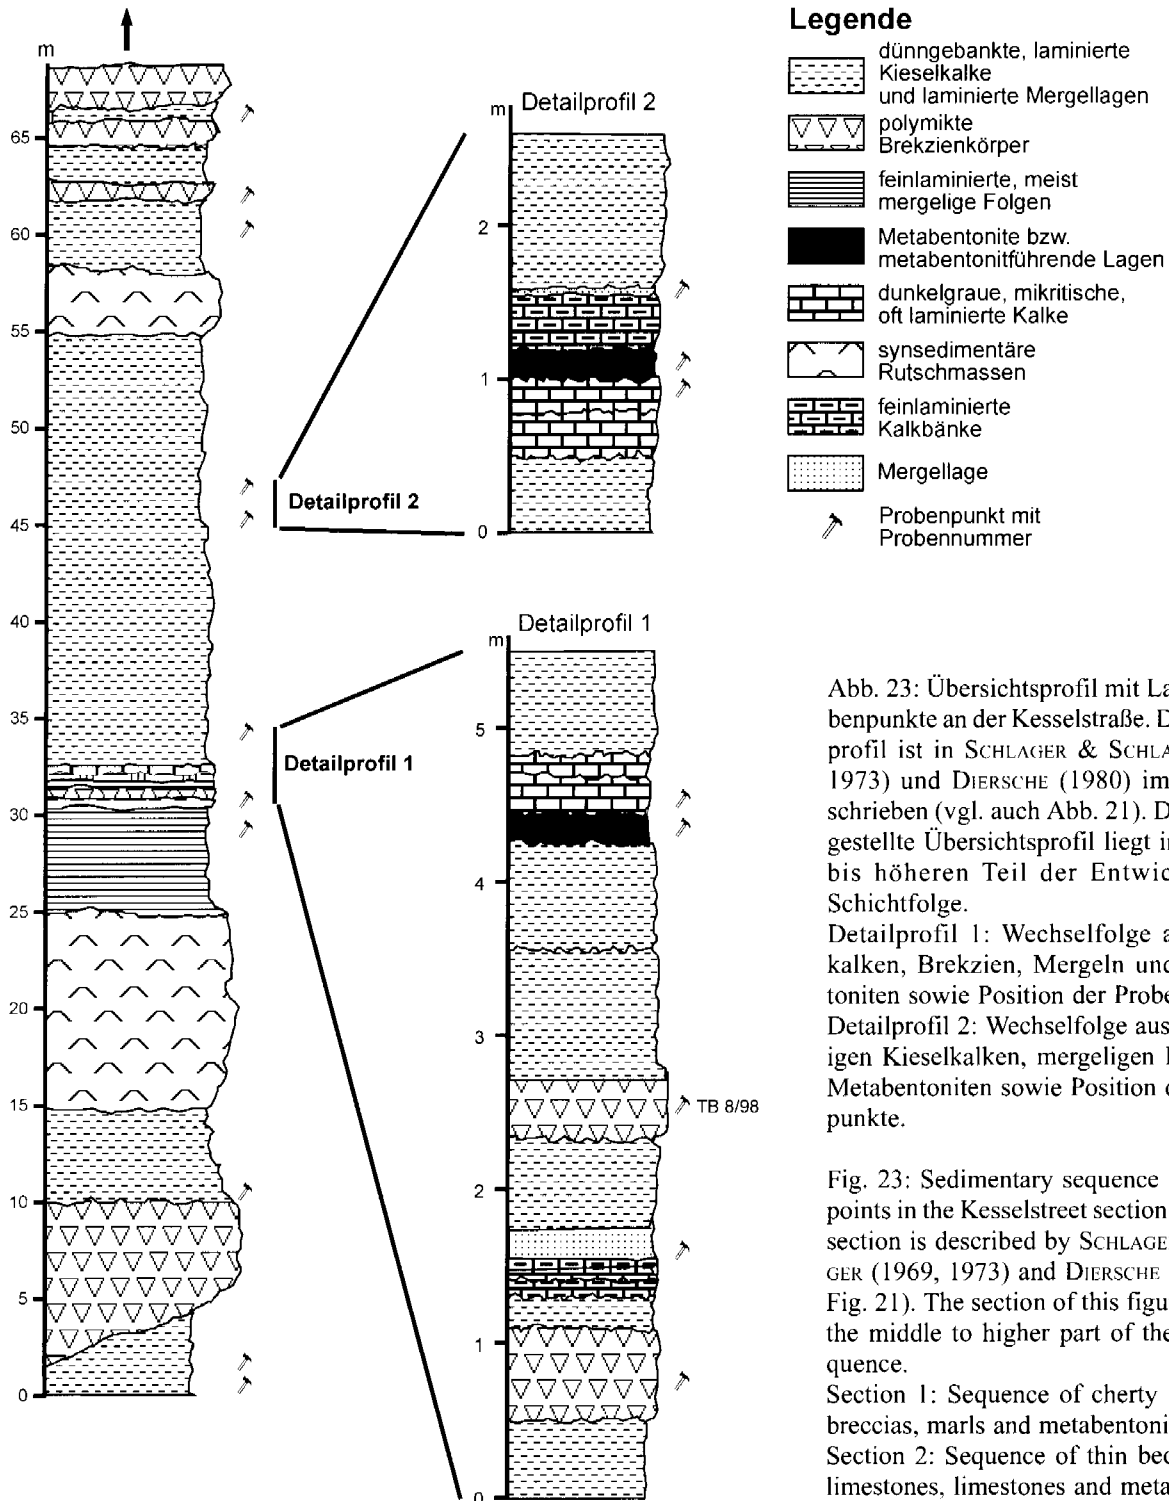 m
65
60
55
50
45
40
35
30
25
20
15
10
5
0
Detailprofil 2
Detailprofil 1
Detailprofil 2
m
2
1
0
Detailprofil 1
m
5
4
3
2
1
0
TB 8/98
Legende
dünngebankte, laminierte
Kieselkalke
und laminierte Mergellagen
polymikte
Brekzienkörper
feinlaminierte, meist
mergelige Folgen
Metabentonite bzw.
metabentonitführende Lagen
dunkelgraue, mikritische,
oft laminierte Kalke
synsedimentäre
Rutschmassen
feinlaminierte
Kalkbänke
Mergellage
Probenpunkt mit
Probennummer
Abb. 23: Übersichtsprofil mit La
benpunkte an der Kesselstraße. D
profil ist in SCHLAGER & SCHLA
1973) und DIERSCHE (1980) im
schrieben (vgl. auch Abb. 21). D
gestellte Übersichtsprofil liegt i
bis höheren Teil der Entwic
Schichtfolge.
Detailprofil 1: Wechselfolge a
kalken, Brekzien, Mergeln und
toniten sowie Position der Probe
Detailprofil 2: Wechselfolge aus
igen Kieselkalken, mergeligen
Metabentoniten sowie Position
punkte.
Fig. 23: Sedimentary sequence
points in the Kesselstreet section
section is described by SCHLAGE
GER (1969, 1973) and DIERSCHE
Fig. 21). The section of this figu
the middle to higher part of the
quence.
Section 1: Sequence of cherty
breccias, marls and metabentoni
Section 2: Sequence of thin bec
limestones, limestones and meta